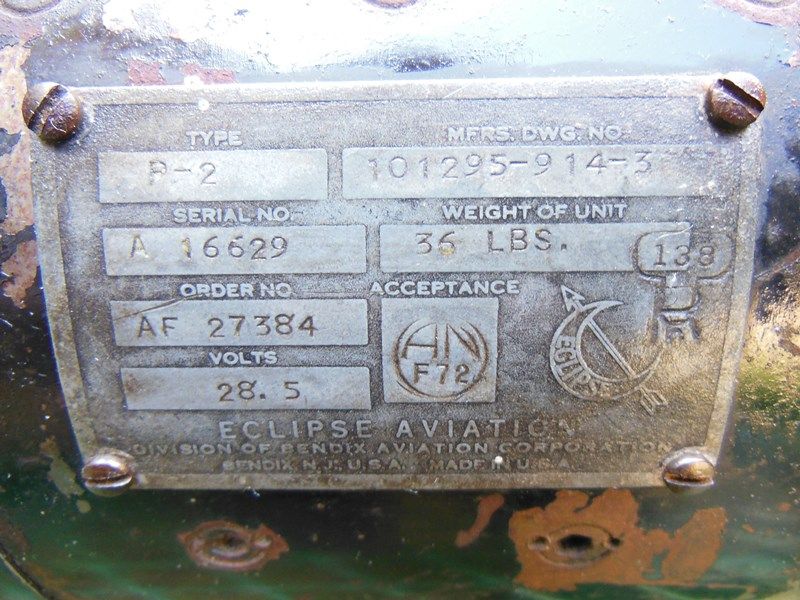 TYPE
MFRS. DWG. NO.
P-2
101295-914-3
SERIAL NO.
WEIGHT OF UNIT
A 16629
36 LBS.
138
ORDER NO.
ACCEPTANCE
AF 27384
AN
F72
ECLIPSE
VOLTS
28.5
ECLIPSE AVIATION
DIVISION OF BENDIX AVIATION CORPORATION
BENDIX N.J., U.S.A. MADE IN U.S.A.